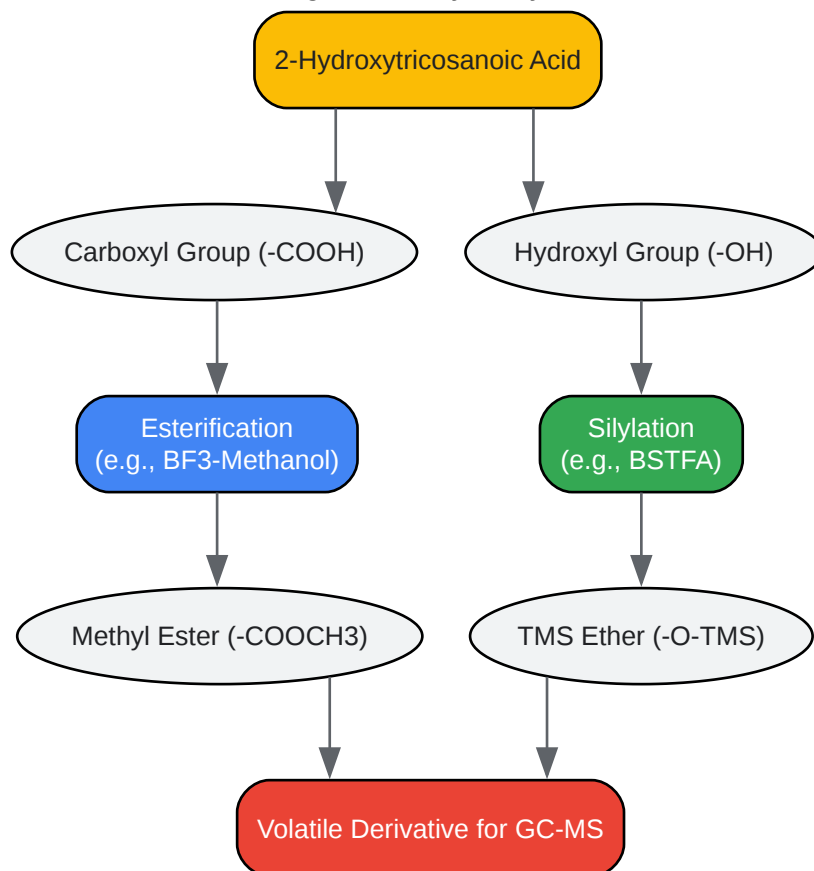 2-Hydroxytricosanoic Acid
Carboxyl Group (-COOH)
Hydroxyl Group (-OH)
Esterification
(e.g., BF3-Methanol)
Silylation
(e.g., BSTFA)
Methyl Ester (-COOCH3)
TMS Ether (-O-TMS)
Volatile Derivative for GC-MS